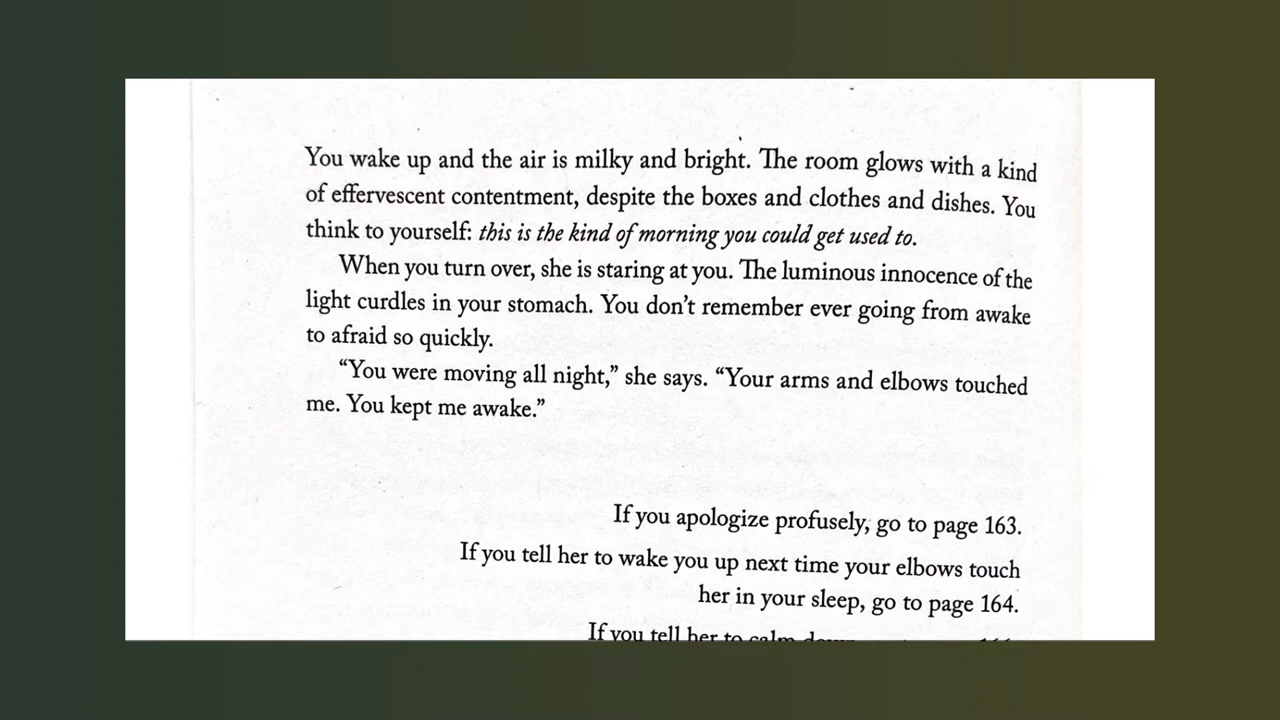 You wake up and the air is milky and bright. The room glows with a kind
of effervescent contentment, despite the boxes and clothes and dishes. You
think to yourself: this is the kind of morning you could get used to.
When you turn over, she is staring at you. The luminous innocence of the
light curdles in your stomach. You don’t remember ever going from awake
to afraid so quickly.
“You were moving all night,” she says. “Your arms and elbows touched
me. You kept me awake.”
If you apologize profusely, go to page 163.
If you tell her to wake you up next time your elbows touch
her in your sleep, go to page 164.
If you tell her to calm